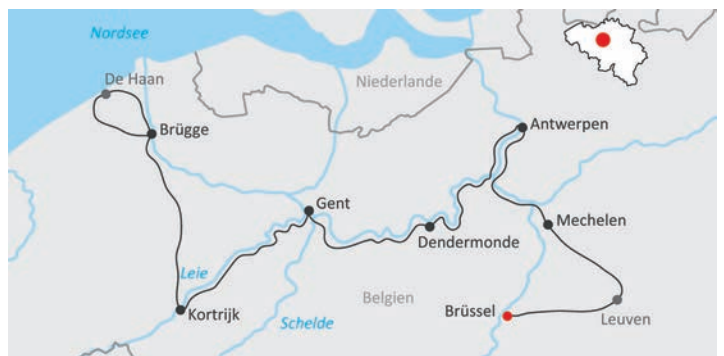 Nordsee
De Haan
Niederlande
Brügge
Antwerpen
Gent
Mechelen
Dendermonde
Leie
Belgien
Kortrijk
Schelde
Brüssel
Leuven